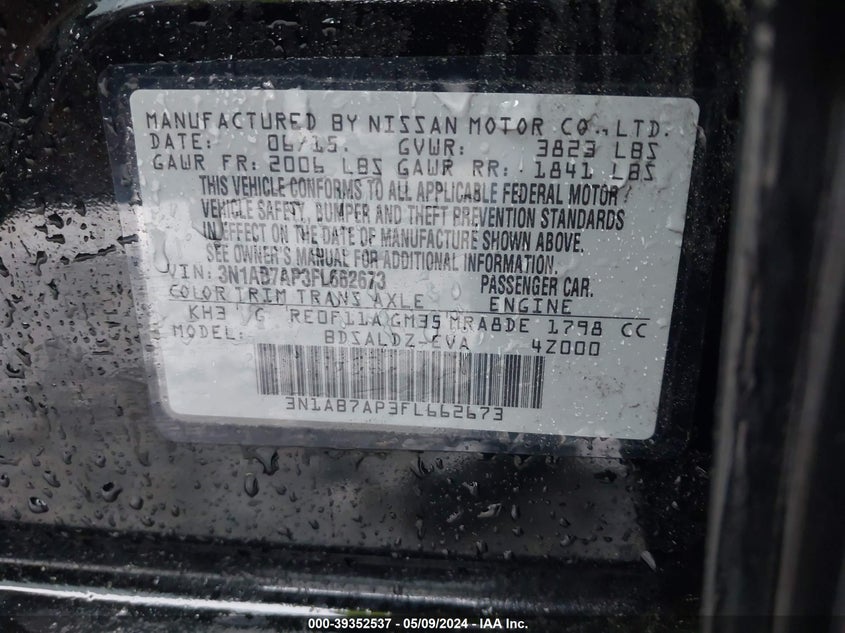 MANUFACTURED BY NISSAN MOTOR CO., LTD.
DATE: 06/15. GVWR: 3823 LBS
GAWR FR: 2006 LBS GAWR RR: 1841 LBS
THIS VEHICLE CONFORMS TO ALL APPLICABLE FEDERAL MOTOR
VEHICLE SAFETY, BUMPER AND THEFT PREVENTION STANDARDS
IN EFFECT ON THE DATE OF MANUFACTURE SHOWN ABOVE.
SEE OWNER'S MANUAL FOR ADDITIONAL INFORMATION.
VIN: 3N1AB7AP3FL662673 PASSENGER CAR.
COLOR TRIM TRANS AXLE ENGINE
KH3 G RE0F11A GM35 MRA8DE 1798 CC
MODEL: BDSALDZ-EVA 4Z000
3N1AB7AP3FL662673
000-39352537 - 05/09/2024 - IAA Inc.